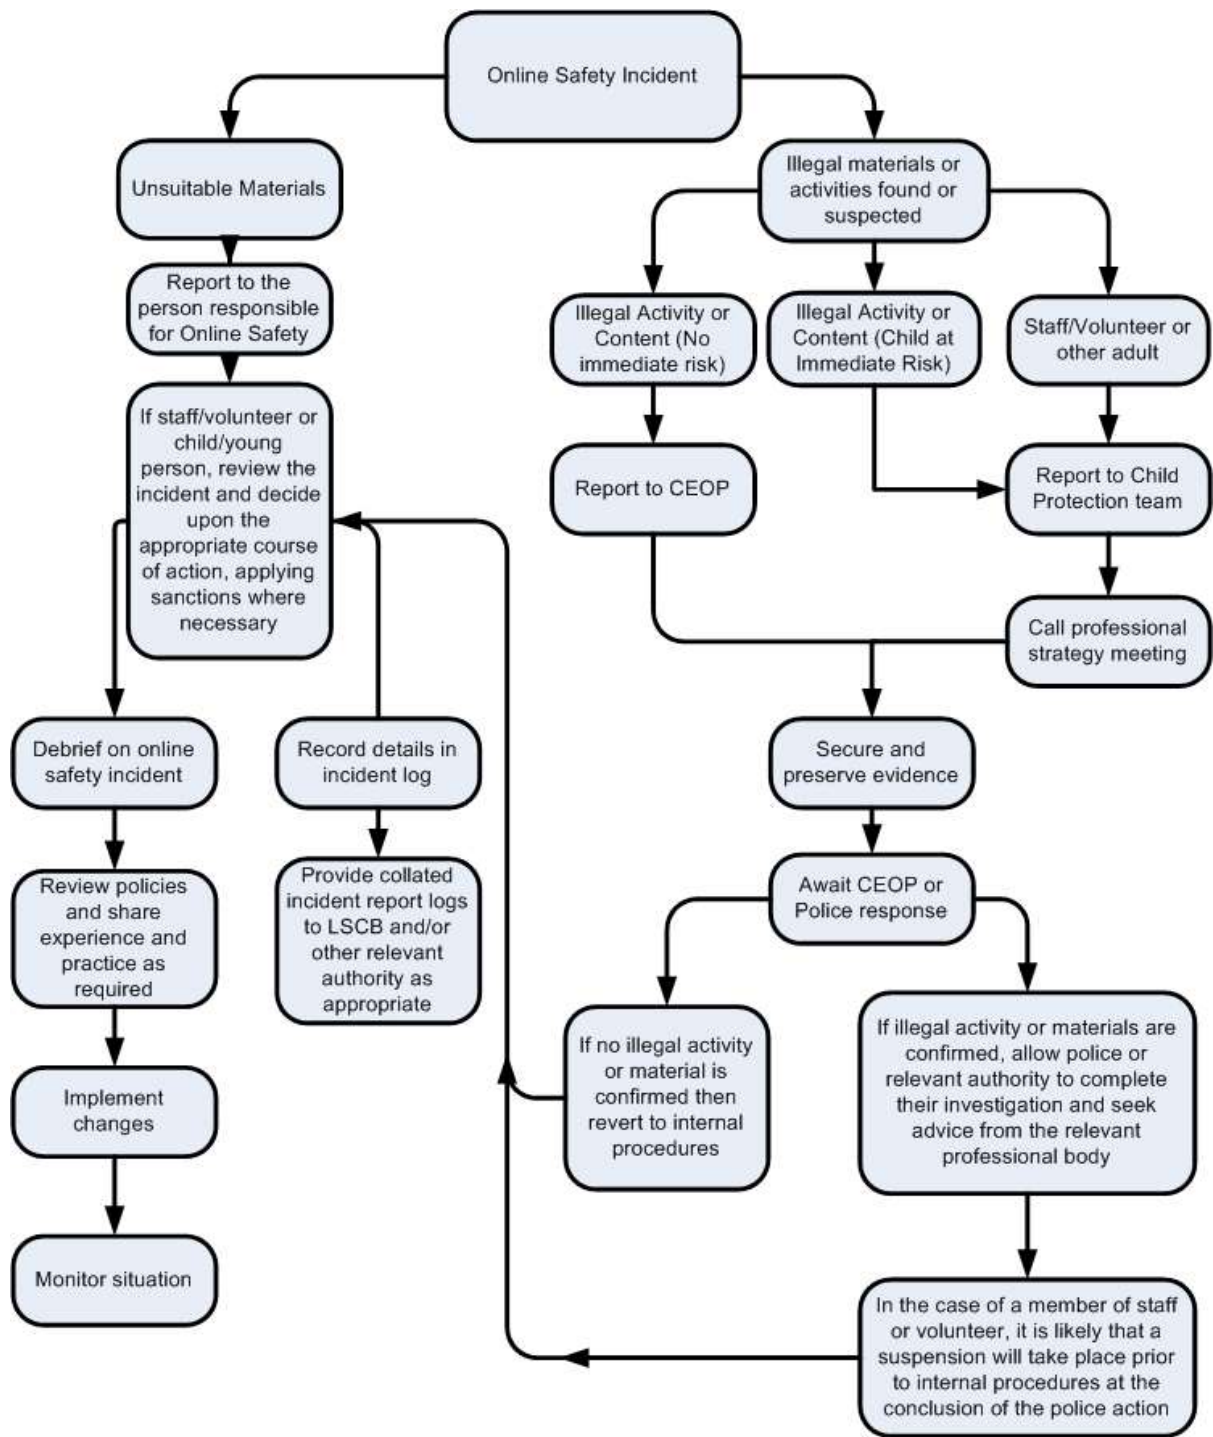 Online Safety Incident
Unsuitable Materials
Illegal materials or
activities found or
suspected
Report to the
person responsible
for Online Safety
Illegal Activity or
Content (No
immediate risk)
Illegal Activity or
Content (Child at
Immediate Risk)
Staff/Volunteer or
other adult
If staff/volunteer or
child/young
person, review the
incident and decide
upon the
appropriate course
of action, applying
sanctions where
necessary
Report to CEOP
Report to Child
Protection team
Call professional
strategy meeting
Debrief on online
safety incident
Record details in
incident log
Secure and
preserve evidence
Review policies
and share
experience and
practice as
required
Provide collated
incident report logs
to LSCB and/or
other relevant
authority as
appropriate
Await CEOP or
Police response
If no illegal activity
or material is
confirmed then
revert to internal
procedures
If illegal activity or materials are
confirmed, allow police or
relevant authority to complete
their investigation and seek
advice from the relevant
professional body
Implement
changes
Monitor situation
In the case of a member of staff
or volunteer, it is likely that a
suspension will take place prior
to internal procedures at the
conclusion of the police action